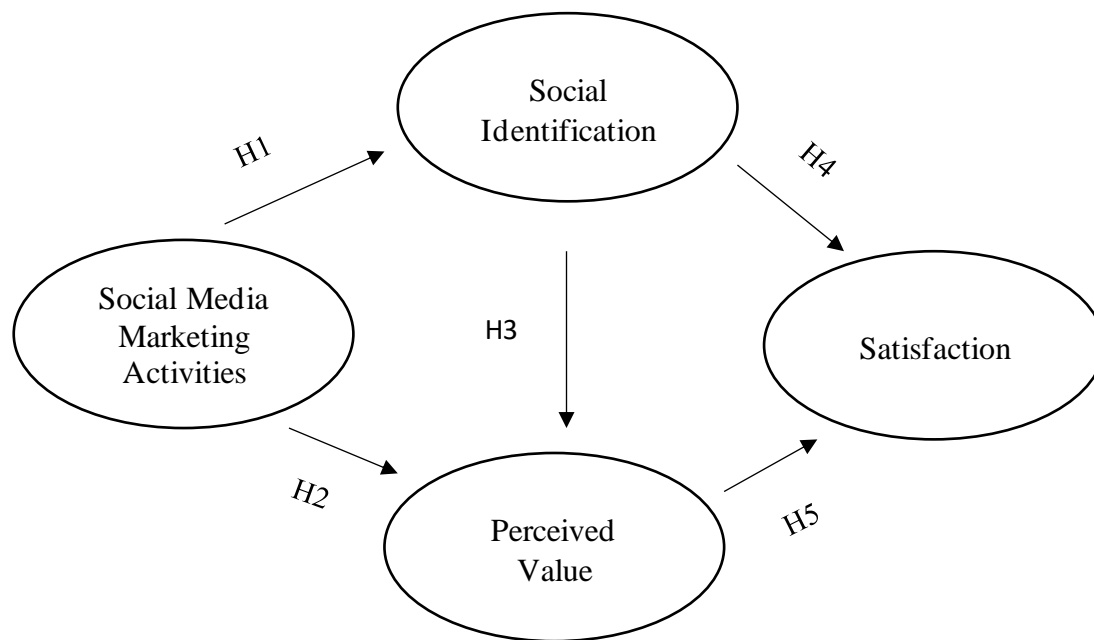 Social
Identification
H1
H4
Social Media
Marketing
Activities
H3
Satisfaction
H2
H5
Perceived
Value